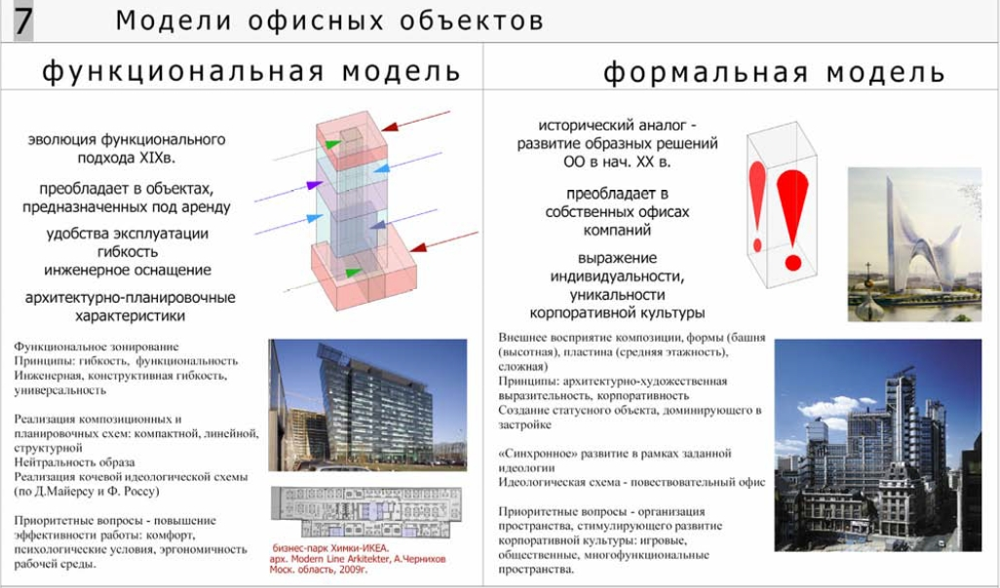 7
Модели офисных объектов
функциональная модель
эволюция функционального
подхода XIXв.
преобладает в объектах,
предназначенных под аренду
удобства эксплуатации
гибкость
инженерное оснащение
архитектурно-планировочные
характеристики
Функциональное зонирование
Принципы: гибкость, функциональность
Инженерная, конструктивная гибкость,
универсальность
Реализация композиционных и
планировочных схем: компактной, линейной,
структурной
Нейтральность образа
Реализация кочевой идеологической схемы
(по Д.Майерсу и Ф. Россу)
Приоритетные вопросы - повышение
эффективности работы: комфорт,
психологические условия, эргономичность
рабочей среды.
бизнес-парк Химки-ИКЕА.
арх. Modern Line Arkitekter, А.Чернихов
Моск. область, 2009г.
формальная модель
исторический аналог -
развитие образных решений
ОО в нач. XX в.
преобладает в
собственных офисах
компаний
выражение
индивидуальности,
уникальности
корпоративной культуры
Внешнее восприятие композиции, формы (башня
(высотная), пластина (средняя этажность),
сложная)
Принципы: архитектурно-художественная
выразительность, корпоративность
Создание статусного объекта, доминирующего в
застройке
«Синхронное» развитие в рамках заданной
идеологии
Идеологическая схема - повествовательный офис
Приоритетные вопросы - организация
пространства, стимулирующего развитие
корпоративной культуры: игровые,
общественные, многофункциональные
пространства.